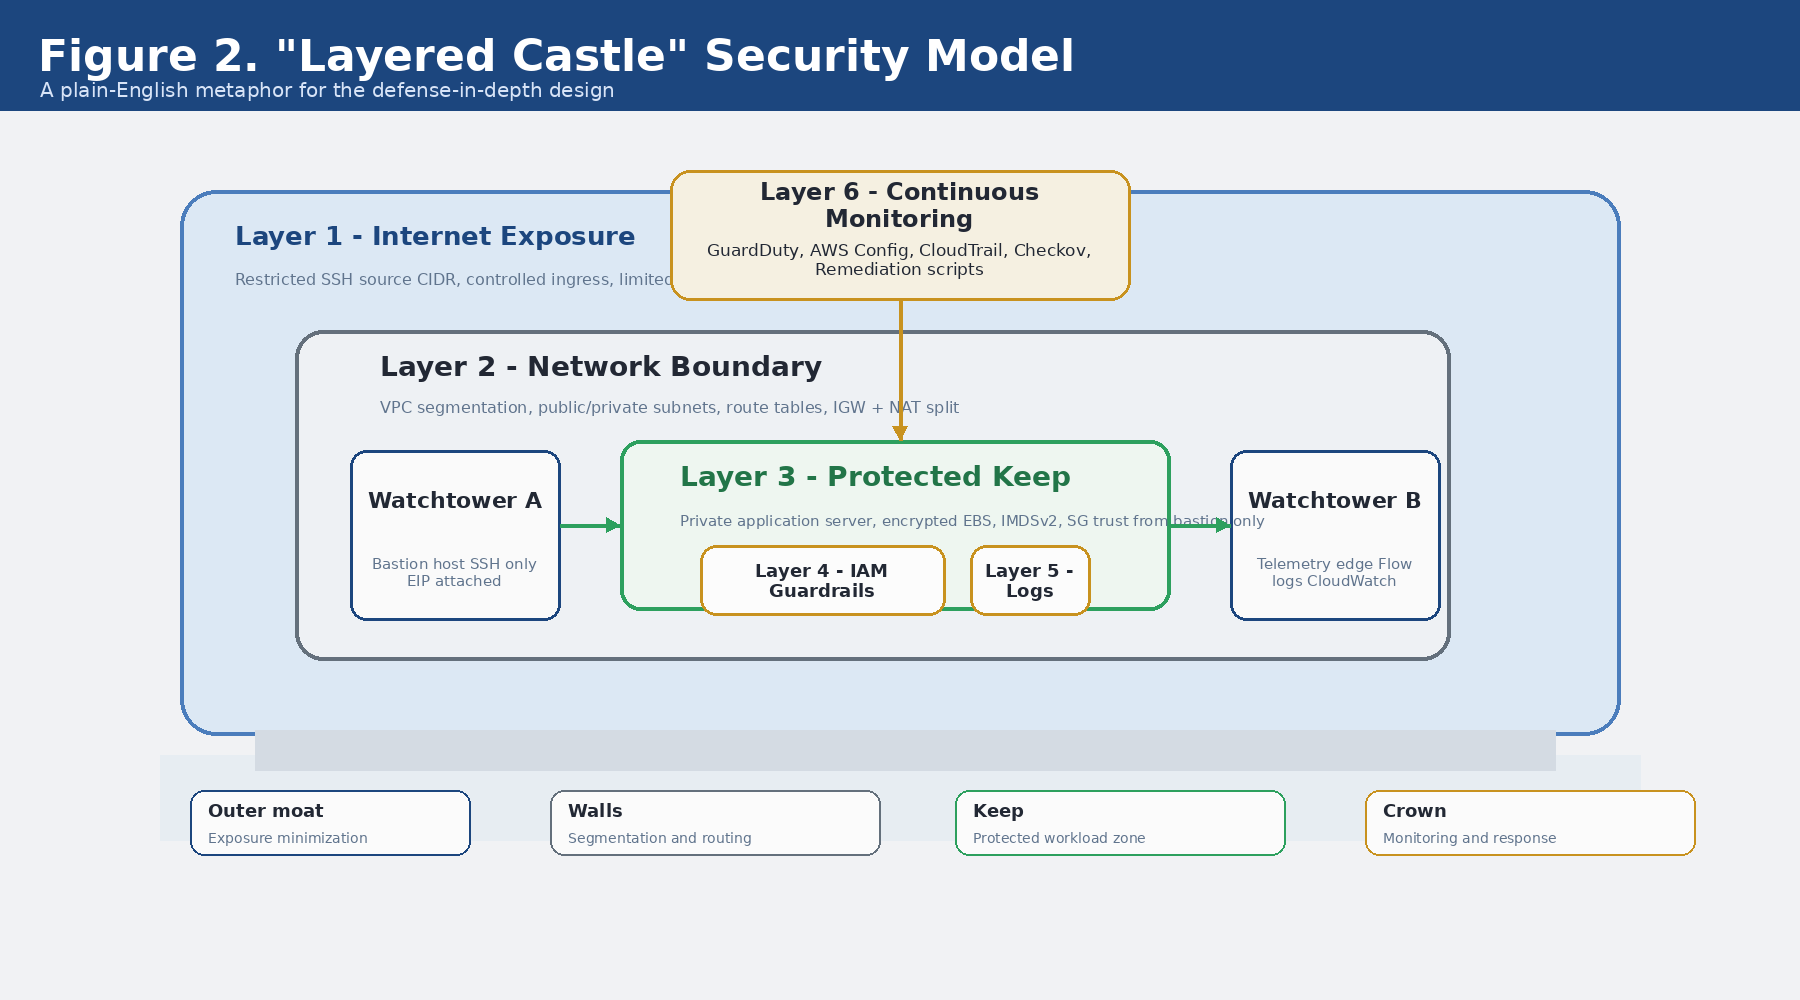 Figure 2. "Layered Castle" Security Model
A plain-English metaphor for the defense-in-depth design
Layer 6 - Continuous
Monitoring
GuardDuty, AWS Config, CloudTrail, Checkov,
Remediation scripts
Layer 1 - Internet Exposure
Restricted SSH source CIDR, controlled ingress, limited
Layer 2 - Network Boundary
VPC segmentation, public/private subnets, route tables, IGW + NAT split
Watchtower A
Bastion host SSH only
EIP attached
Layer 3 - Protected Keep
Private application server, encrypted EBS, IMDSv2, SG trust from bastion only
Layer 4 - IAM
Guardrails
Layer 5 -
Logs
Watchtower B
Telemetry edge Flow
logs CloudWatch
Outer moat
Exposure minimization
Walls
Segmentation and routing
Keep
Protected workload zone
Crown
Monitoring and response